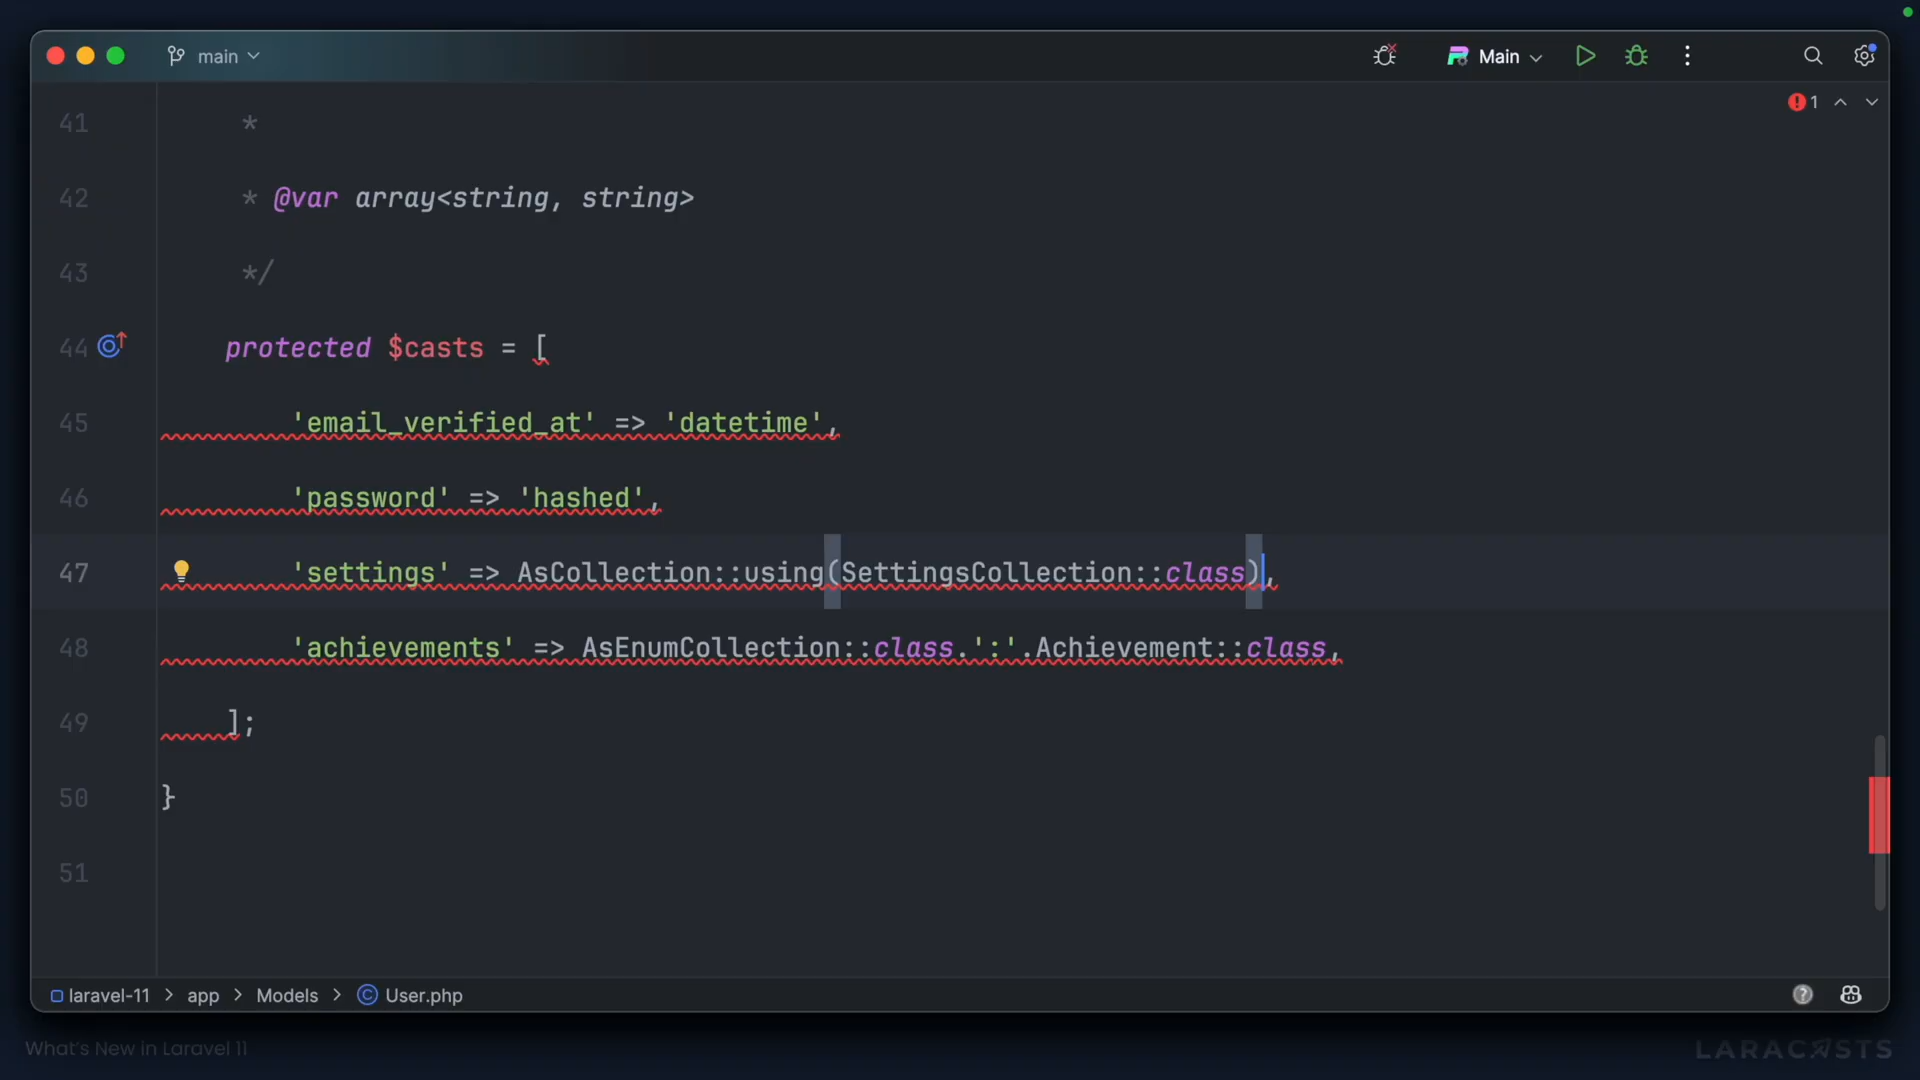 main
Main
1
41 *
42 * @var array<string, string>
43 */
44 protected $casts = [
45 'email_verified_at' => 'datetime',
46 'password' => 'hashed',
47 'settings' => AsCollection::using(SettingsCollection::class),
48 'achievements' => AsEnumCollection::class.':'.Achievement::class,
49 ];
50 }
51
laravel-11 > app > Models > User.php
What's New in Laravel 11
LARACASTS